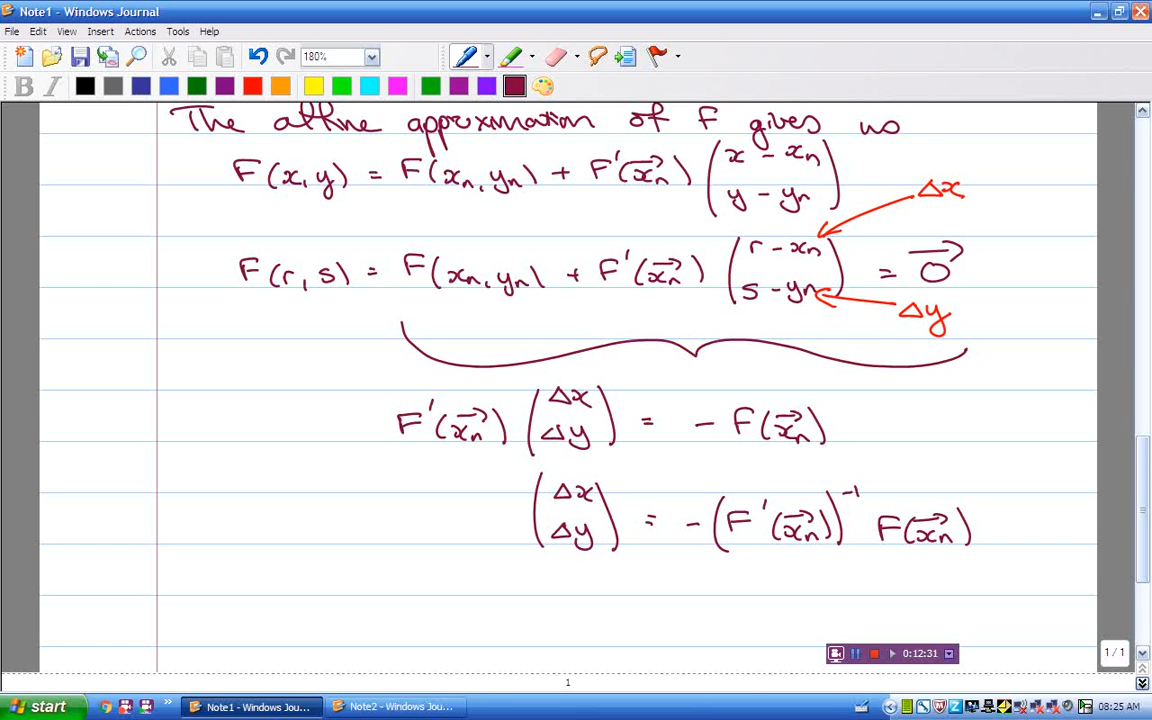 Note1 - Windows Journal
File Edit View Insert Actions Tools Help
180%
B I
The affine approximation of F gives us
F(x,y) = F(xₙ,yₙ) + F'(x⃗ₙ) (x - xₙ
y - yₙ)
Δx
F(r,s) = F(xₙ,yₙ) + F'(x⃗ₙ) (r - xₙ
s - yₙ) = 0⃗
Δy
F'(x⃗ₙ) (Δx
Δy) = - F(x⃗ₙ)
(Δx
Δy) = -(F'(x⃗ₙ))⁻¹ F(x⃗ₙ)
0:12:31
1 / 1
1
start
Note1 - Windows Jou...
Note2 - Windows Jou...
08:25 AM